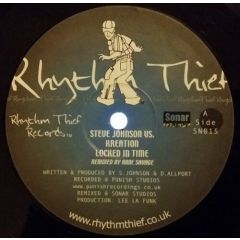 Rhythm Thief
Rhythm Thief
Records
Sonar
A
Side
SN015
STEVE JOHNSON VS.
KREATION
LOCKED IN TIME
REMIXED BY ANNE SAVAGE
WRITTEN & PRODUCED BY S.JOHNSON & D.ALLPORT
RECORDED @ PUNISH STUDIOS
www.punishrecordings.co.uk
REMIXED @ SONAR STUDIOS
PRODUCTION: LEE LA FUNK
www.rhythmthief.co.uk